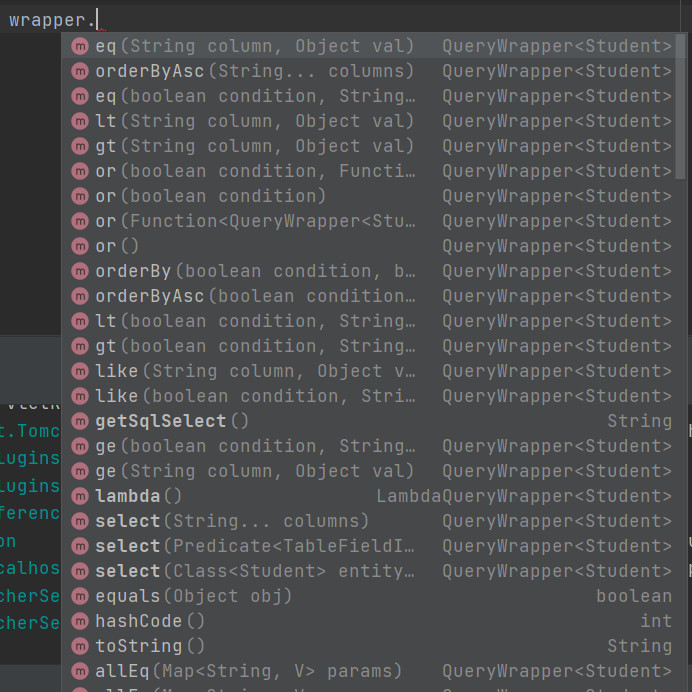 wrapper.
eq(String column, Object val) QueryWrapper<Student>
orderByAsc(String... columns) QueryWrapper<Student>
eq(boolean condition, String… QueryWrapper<Student>
lt(String column, Object val) QueryWrapper<Student>
gt(String column, Object val) QueryWrapper<Student>
or(boolean condition, Functi… QueryWrapper<Student>
or(boolean condition) QueryWrapper<Student>
or(Function<QueryWrapper<Stu… QueryWrapper<Student>
or() QueryWrapper<Student>
orderBy(boolean condition, b… QueryWrapper<Student>
orderByAsc(boolean condition… QueryWrapper<Student>
lt(boolean condition, String… QueryWrapper<Student>
gt(boolean condition, String… QueryWrapper<Student>
like(String column, Object v… QueryWrapper<Student>
like(boolean condition, Stri… QueryWrapper<Student>
getSqlSelect() String
t.Tomc
ge(boolean condition, String… QueryWrapper<Student>
lugins
ge(String column, Object val) QueryWrapper<Student>
lugins
lambda() LambdaQueryWrapper<Student>
ferenc
select(String... columns) QueryWrapper<Student>
on
select(Predicate<TableFieldI… QueryWrapper<Student>
calhos
select(Class<Student> entity… QueryWrapper<Student>
cherSe
equals(Object obj) boolean
cherSe
hashCode() int
toString() String
allEq(Map<String, V> params) QueryWrapper<Student>